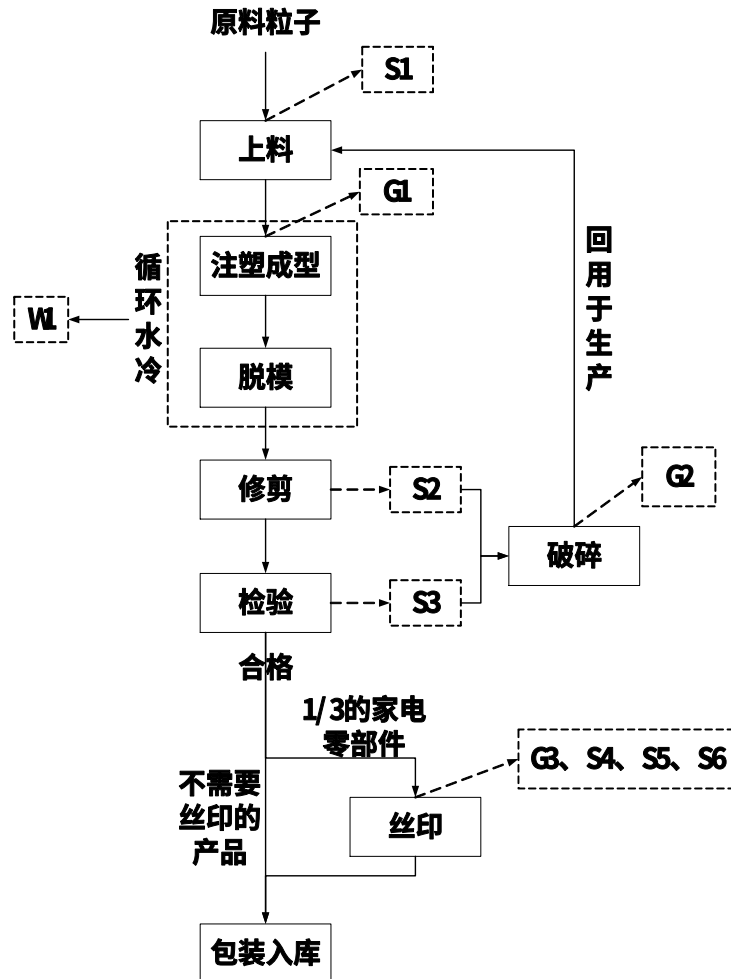 原料粒子
S1
上料
G1
注塑成型
循环水冷
W1
脱模
回用于生产
修剪
S2
G2
破碎
检验
S3
合格
1/3的家电
零部件
G3、S4、S5、S6
不需要
丝印的
产品
丝印
包装入库